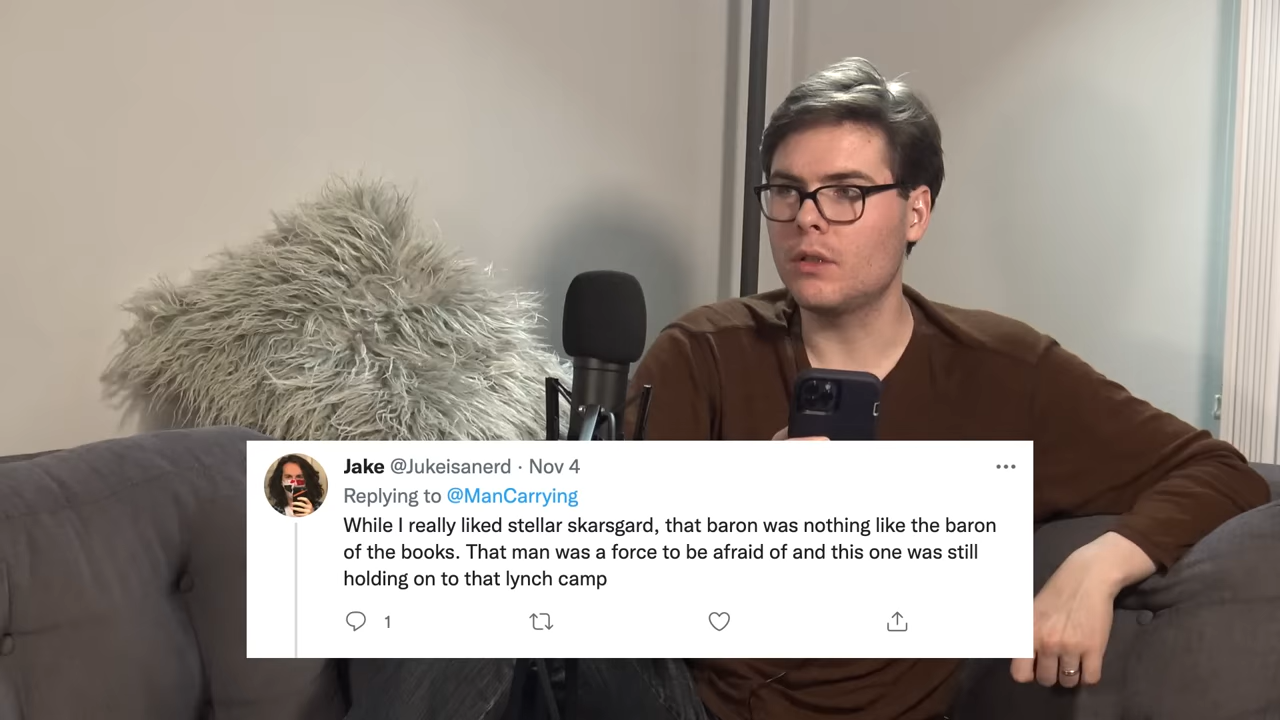 Jake @Jukeisanerd · Nov 4
Replying to @ManCarrying
While I really liked stellar skarsgard, that baron was nothing like the baron
of the books. That man was a force to be afraid of and this one was still
holding on to that lynch camp
1